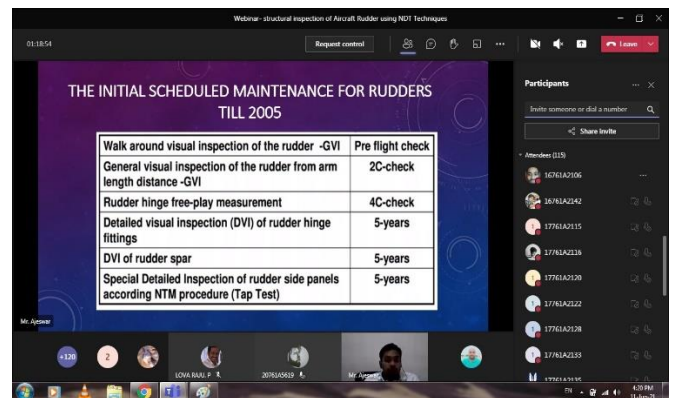 Webinar- structural inspection of Aircraft Rudder using NDT Techniques
01:18:54
Request control
Leave
THE INITIAL SCHEDULED MAINTENANCE FOR RUDDERS
TILL 2005
Walk around visual inspection of the rudder -GVI Pre flight check
General visual inspection of the rudder from arm
length distance -GVI 2C-check
Rudder hinge free-play measurement 4C-check
Detailed visual inspection (DVI) of rudder hinge
fittings 5-years
DVI of rudder spar 5-years
Special Detailed Inspection of rudder side panels
according NTM procedure (Tap Test) 5-years
Mr. Ajeswar
+120
2
LOVA RAJU. P
20761A5619
Mr. Ajeswar
Participants
Invite someone or dial a number
Share invite
Attendees (115)
16761A2106
16761A2142
17761A2115
17761A2116
17761A2120
17761A2122
17761A2128
17761A2133
17761A2135
EN
4:20 PM